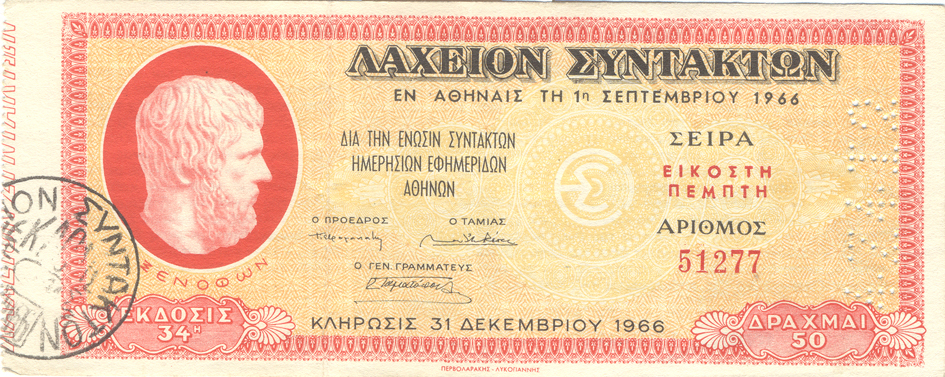 ΛΑΧΕΙΟΝ ΣΥΝΤΑΚΤΩΝ
ΕΝ ΑΘΗΝΑΙΣ ΤΗ 1η ΣΕΠΤΕΜΒΡΙΟΥ 1966
ΔΙΑ ΤΗΝ ΕΝΩΣΙΝ ΣΥΝΤΑΚΤΩΝ
ΗΜΕΡΗΣΙΩΝ ΕΦΗΜΕΡΙΔΩΝ
ΑΘΗΝΩΝ
ΣΕΙΡΑ
ΕΙΚΟΣΤΗ
ΠΕΜΠΤΗ
ΑΡΙΘΜΟΣ
51277
Ο ΠΡΟΕΔΡΟΣ
Ο ΤΑΜΙΑΣ
Ο ΓΕΝ. ΓΡΑΜΜΑΤΕΥΣ
ΞΕΝΟΦΩΝ
ΕΚΔΟΣΙΣ
34Η
ΚΛΗΡΩΣΙΣ 31 ΔΕΚΕΜΒΡΙΟΥ 1966
ΔΡΑΧΜΑΙ
50
ΠΕΡΒΟΛΑΡΑΚΗΣ - ΛΥΚΟΓΙΑΝΝΗΣ
ΣΥΝΤΑΚΤΩΝ